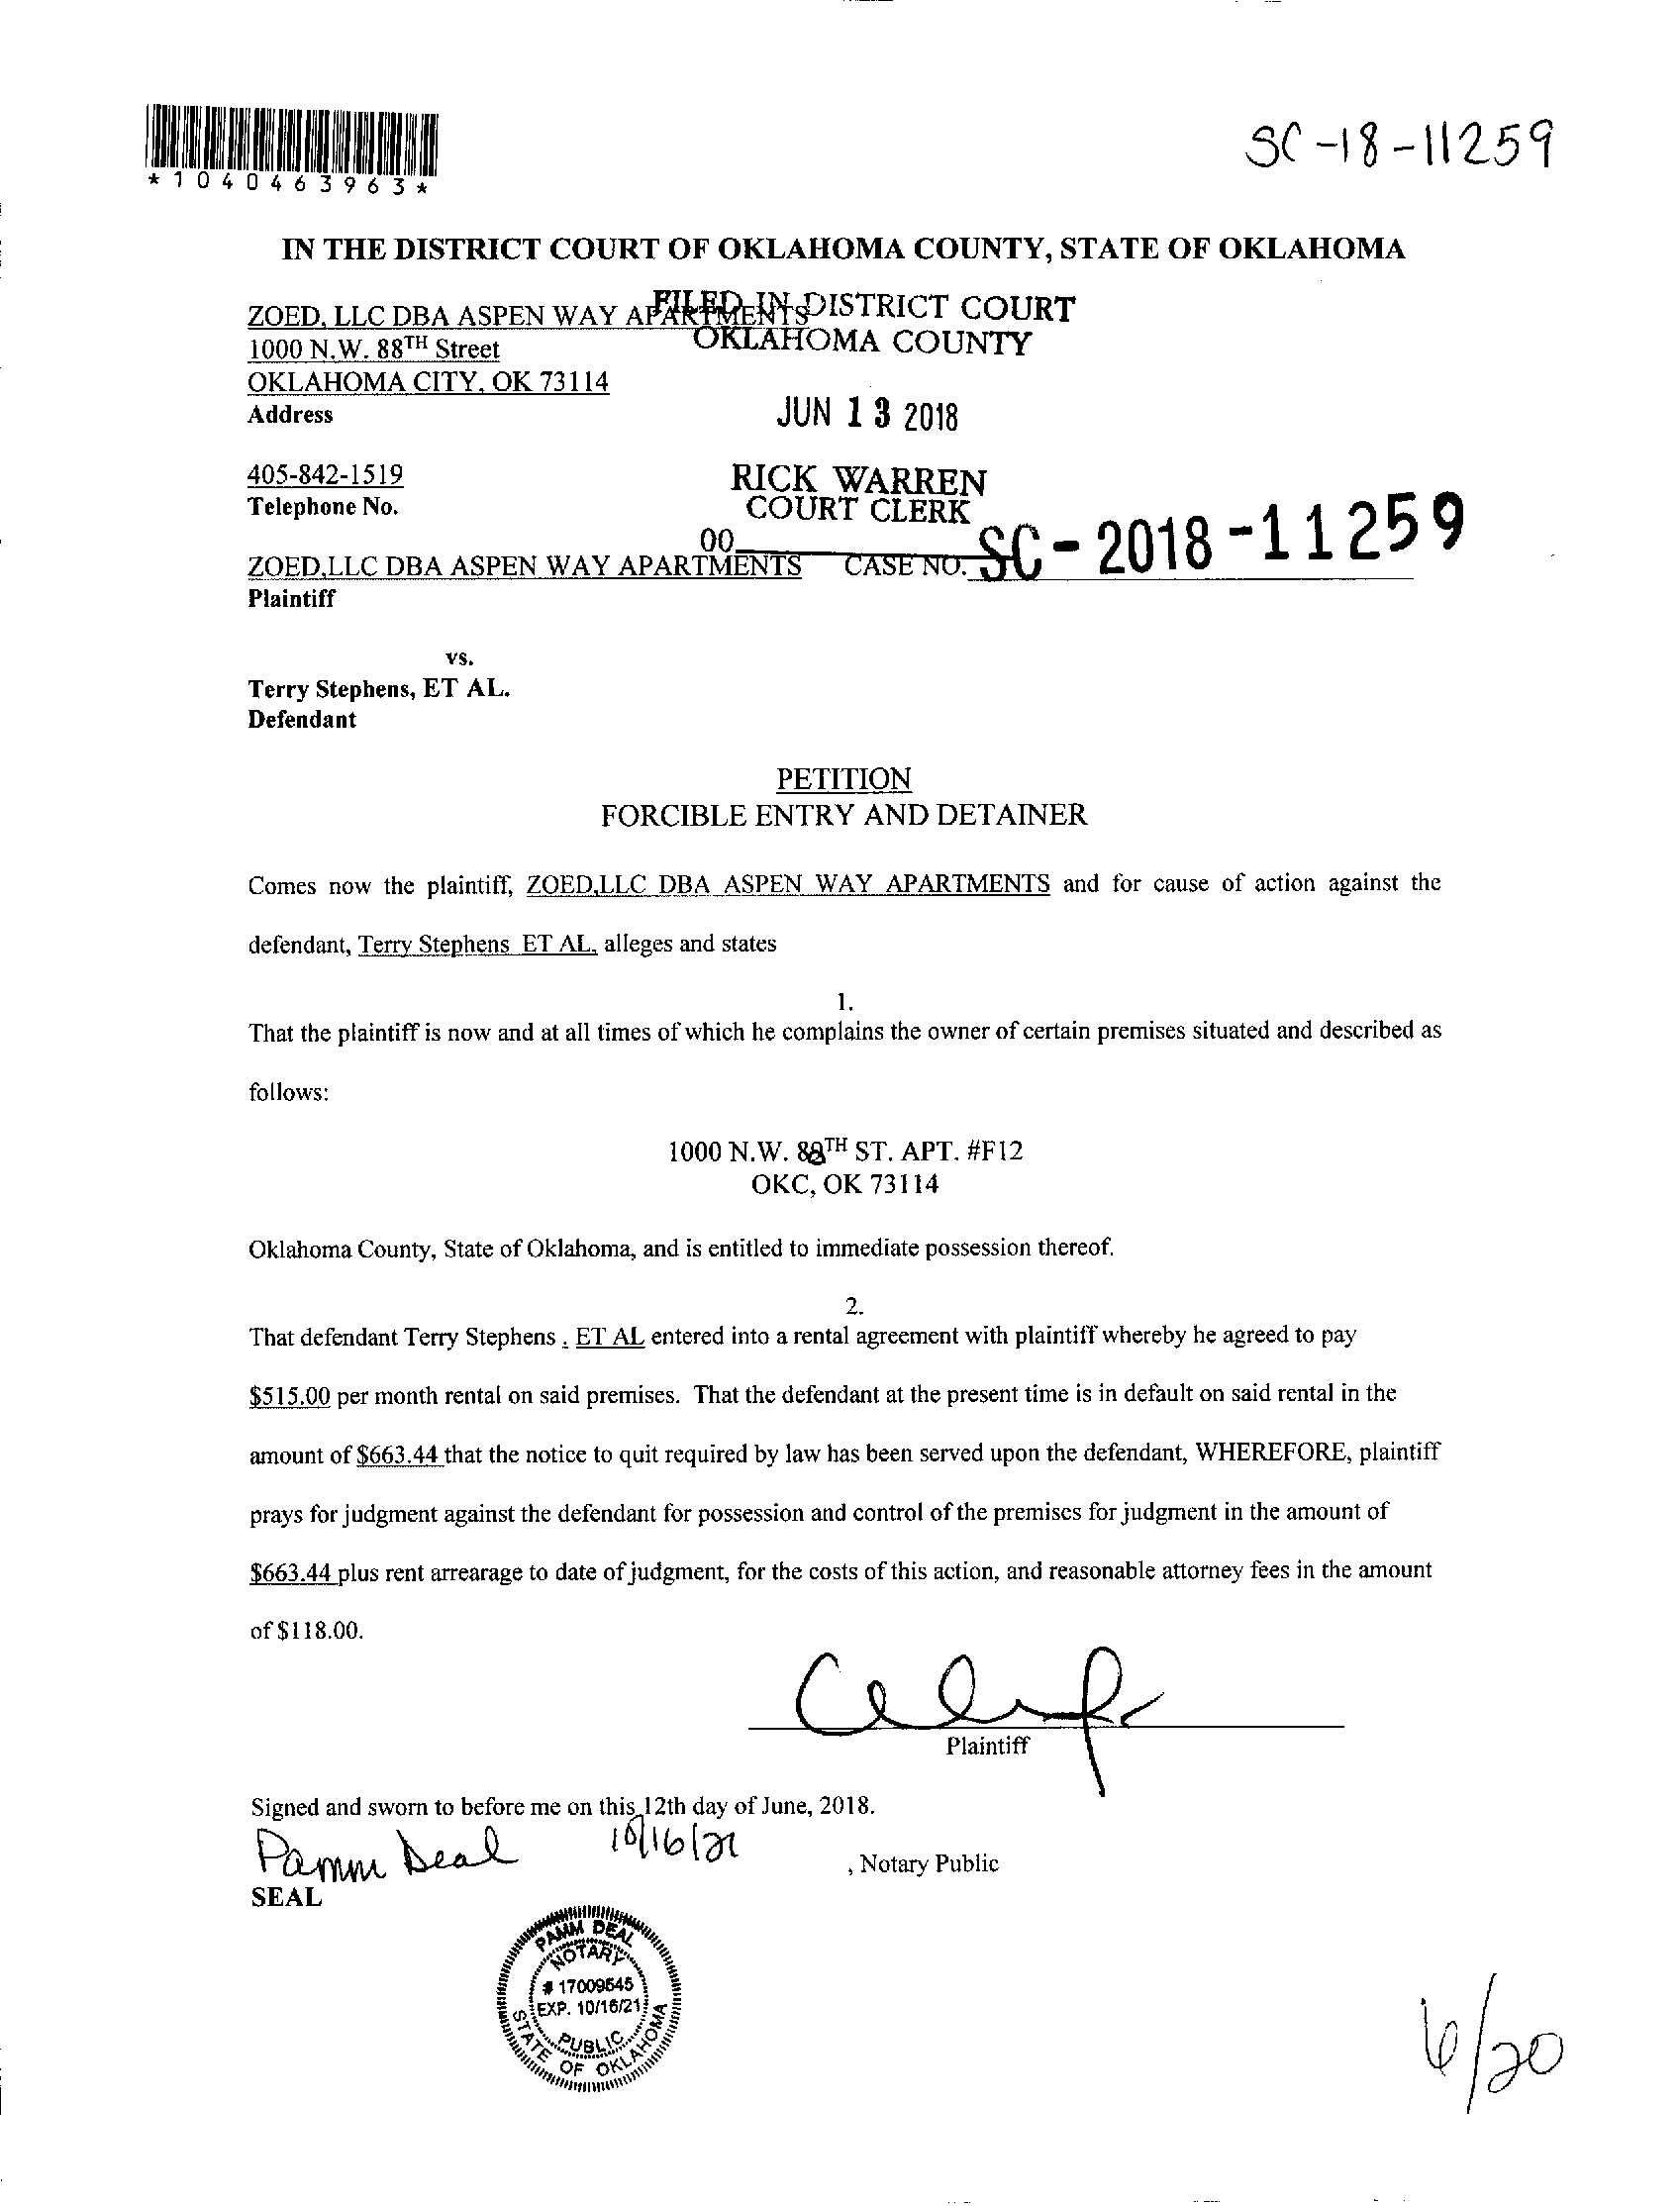 *1040463963*
SC-18-11259
IN THE DISTRICT COURT OF OKLAHOMA COUNTY, STATE OF OKLAHOMA
ZOED, LLC DBA ASPEN WAY APARTMENTS
FILED IN DISTRICT COURT
OKLAHOMA COUNTY
1000 N.W. 88TH Street
OKLAHOMA CITY, OK 73114
Address
JUN 13 2018
405-842-1519
Telephone No.
RICK WARREN
COURT CLERK
00
ZOED,LLC DBA ASPEN WAY APARTMENTS CASE NO. SC-2018-11259
Plaintiff
vs.
Terry Stephens, ET AL.
Defendant
PETITION
FORCIBLE ENTRY AND DETAINER
Comes now the plaintiff, ZOED,LLC DBA ASPEN WAY APARTMENTS and for cause of action against the
defendant, Terry Stephens ET AL, alleges and states
1.
That the plaintiff is now and at all times of which he complains the owner of certain premises situated and described as
follows:
1000 N.W. 88TH ST. APT. #F12
OKC, OK 73114
Oklahoma County, State of Oklahoma, and is entitled to immediate possession thereof.
2.
That defendant Terry Stephens , ET AL entered into a rental agreement with plaintiff whereby he agreed to pay
$515.00 per month rental on said premises. That the defendant at the present time is in default on said rental in the
amount of $663.44 that the notice to quit required by law has been served upon the defendant, WHEREFORE, plaintiff
prays for judgment against the defendant for possession and control of the premises for judgment in the amount of
$663.44 plus rent arrearage to date of judgment, for the costs of this action, and reasonable attorney fees in the amount
of $118.00.
Plaintiff
Signed and sworn to before me on this 12th day of June, 2018.
Pamm Deal 10/16/21
, Notary Public
SEAL
PAMM DEAL
NOTARY
# 17009545
EXP. 10/16/21
PUBLIC
STATE OF OKLAHOMA
6/20